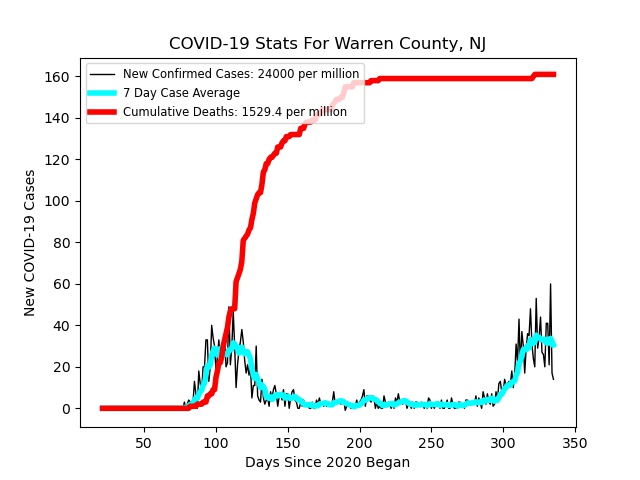 COVID-19 Stats For Warren County, NJ
New Confirmed Cases: 24000 per million
7 Day Case Average
Cumulative Deaths: 1529.4 per million
New COVID-19 Cases
160
140
120
100
80
60
40
20
0
50
100
150
200
250
300
350
Days Since 2020 Began